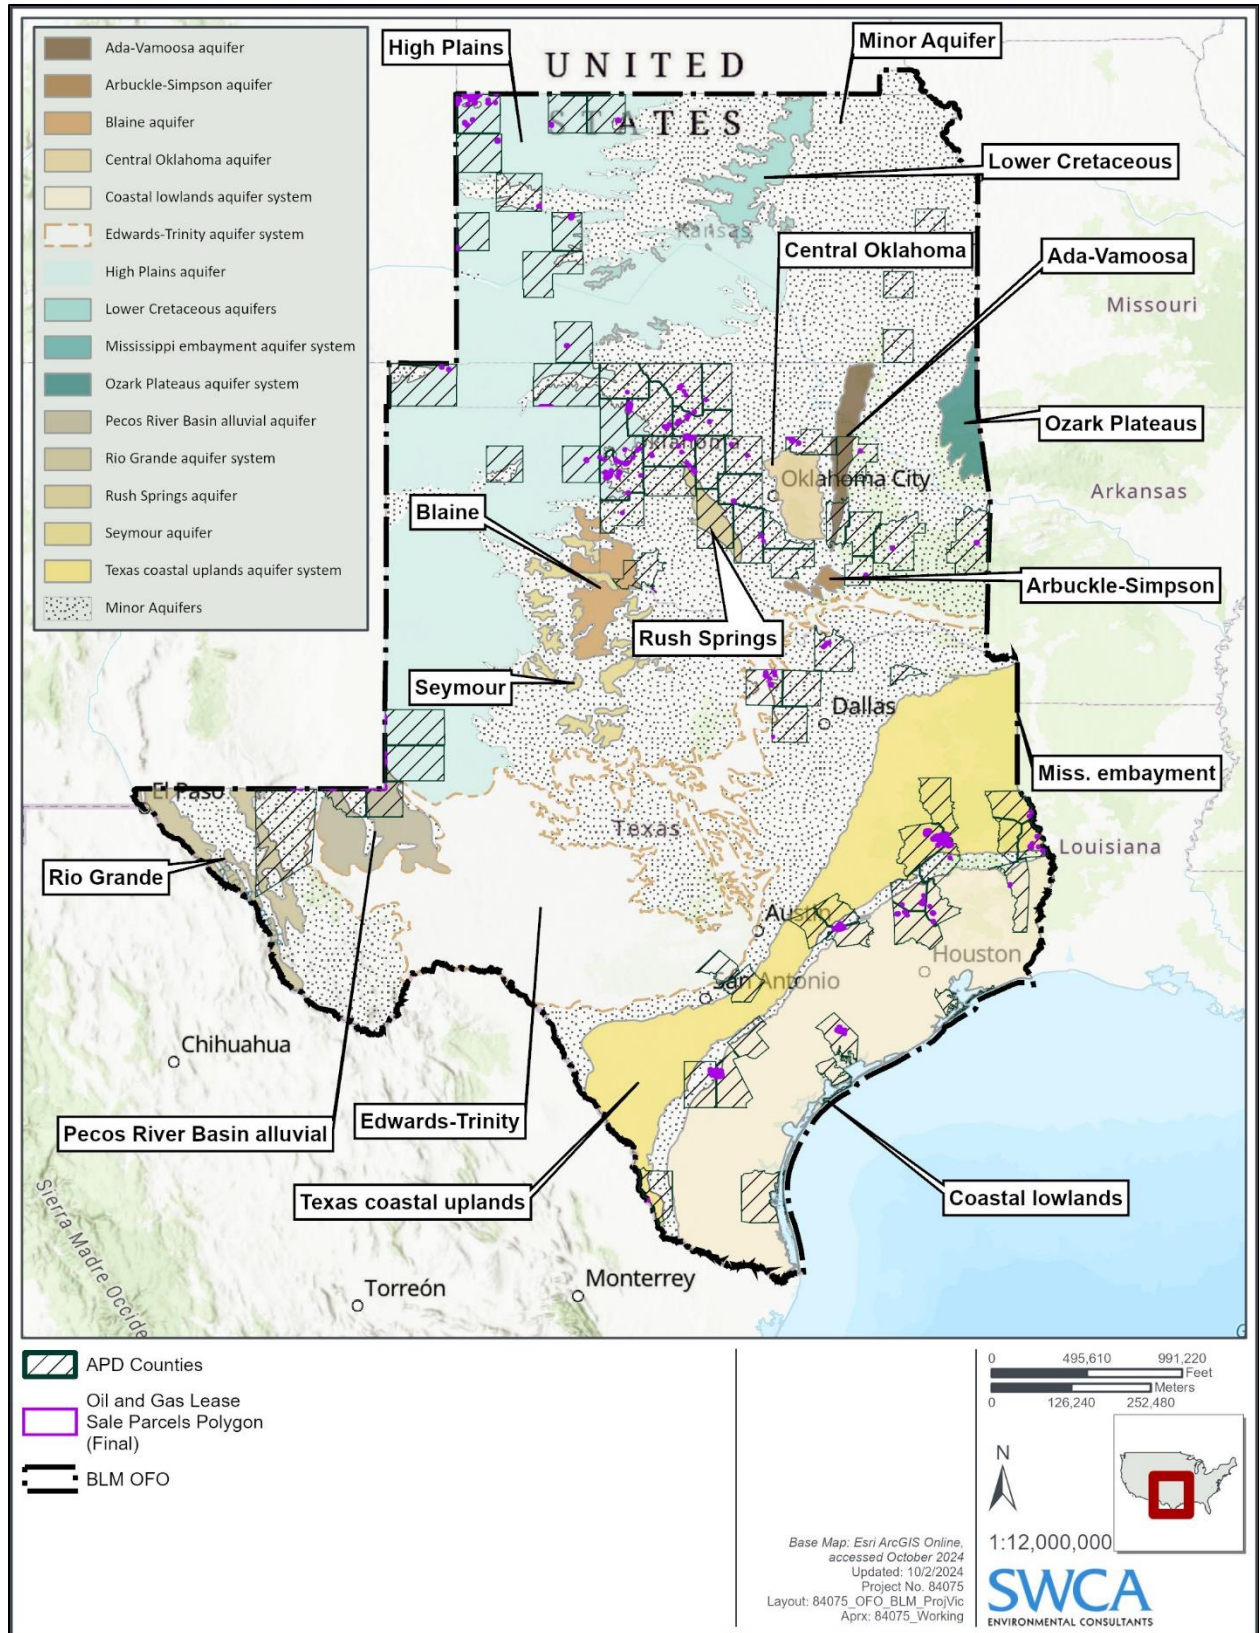 Ada-Vamoosa aquifer
Arbuckle-Simpson aquifer
Blaine aquifer
Central Oklahoma aquifer
Coastal lowlands aquifer system
Edwards-Trinity aquifer system
High Plains aquifer
Lower Cretaceous aquifers
Mississippi embayment aquifer system
Ozark Plateaus aquifer system
Pecos River Basin alluvial aquifer
Rio Grande aquifer system
Rush Springs aquifer
Seymour aquifer
Texas coastal uplands aquifer system
Minor Aquifers
High Plains
Minor Aquifer
UNITED
STATES
Lower Cretaceous
Kansas
Central Oklahoma
Ada-Vamoosa
Missouri
Ozark Plateaus
Oklahoma
Oklahoma City
Arkansas
Blaine
Arbuckle-Simpson
Rush Springs
Seymour
Dallas
Miss. embayment
El Paso
Texas
Louisiana
Rio Grande
Austin
Houston
San Antonio
Chihuahua
Edwards-Trinity
Pecos River Basin alluvial
Texas coastal uplands
Coastal lowlands
Sierra Madre Occide
Torreón
Monterrey
G
APD Counties
Oil and Gas Lease
Sale Parcels Polygon
(Final)
BLM OFO
0 495,610 991,220
Feet
Meters
0 126,240 252,480
N
1:12,000,000
Base Map: Esri ArcGIS Online,
accessed October 2024
Updated: 10/2/2024
Project No. 84075
Layout: 84075_OFO_BLM_ProjVic
Aprx: 84075_Working
SWCA
ENVIRONMENTAL CONSULTANTS